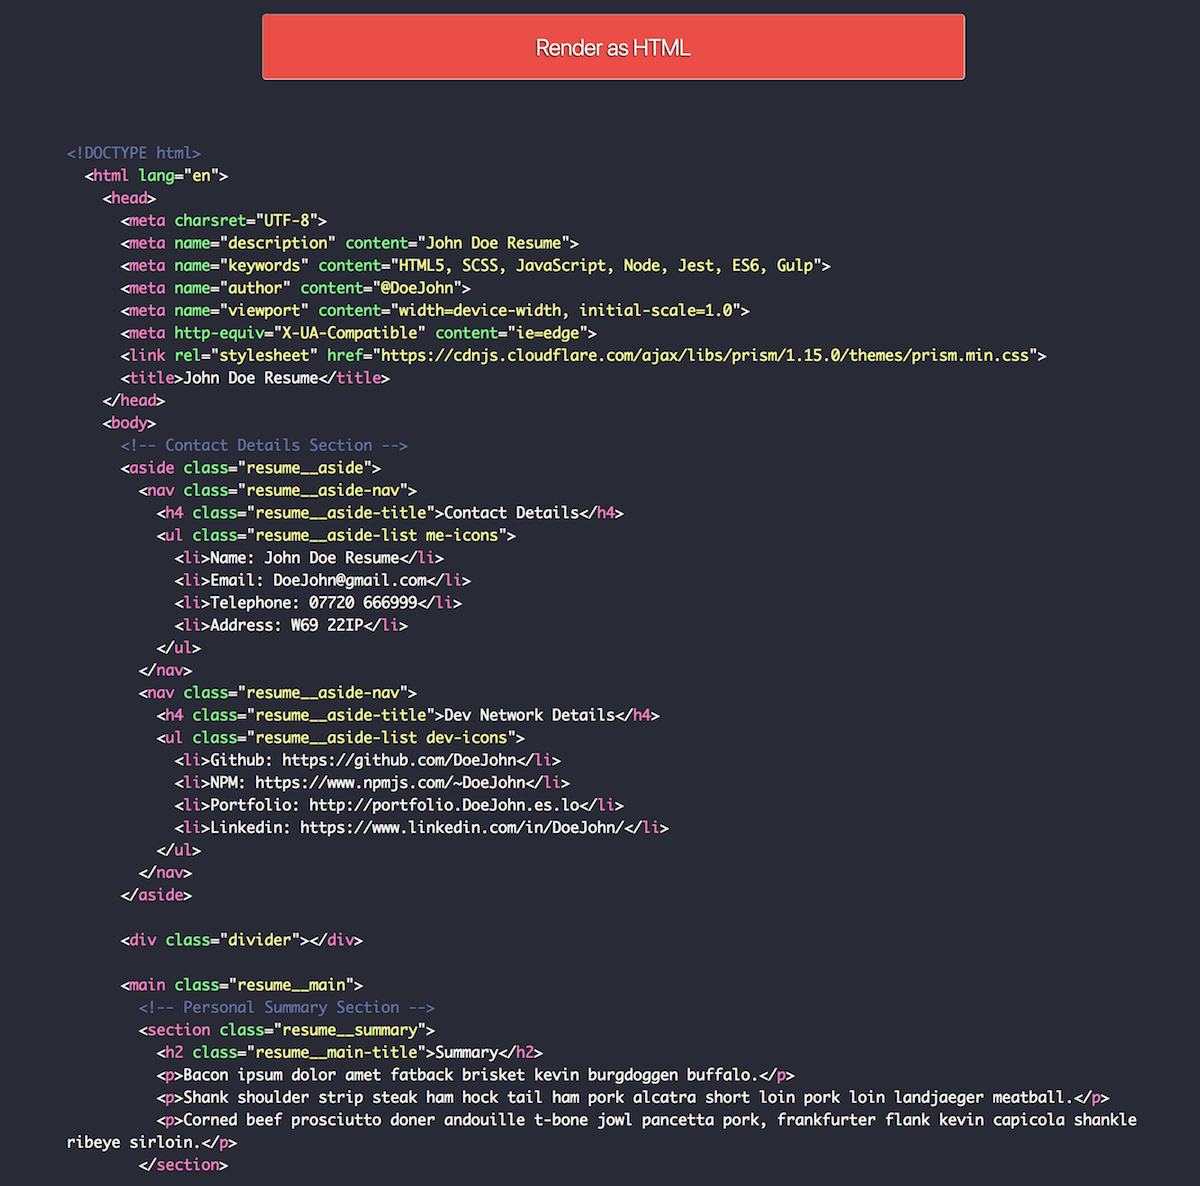 Render as HTML
<!DOCTYPE html>
<html lang="en">
<head>
<meta charsret="UTF-8">
<meta name="description" content="John Doe Resume">
<meta name="keywords" content="HTML5, SCSS, JavaScript, Node, Jest, ES6, Gulp">
<meta name="author" content="@DoeJohn">
<meta name="viewport" content="width=device-width, initial-scale=1.0">
<meta http-equiv="X-UA-Compatible" content="ie=edge">
<link rel="stylesheet" href="https://cdnjs.cloudflare.com/ajax/libs/prism/1.15.0/themes/prism.min.css">
<title>John Doe Resume</title>
</head>
<body>
<!-- Contact Details Section -->
<aside class="resume__aside">
<nav class="resume__aside-nav">
<h4 class="resume__aside-title">Contact Details</h4>
<ul class="resume__aside-list me-icons">
<li>Name: John Doe Resume</li>
<li>Email: DoeJohn@gmail.com</li>
<li>Telephone: 07720 666999</li>
<li>Address: W69 22IP</li>
</ul>
</nav>
<nav class="resume__aside-nav">
<h4 class="resume__aside-title">Dev Network Details</h4>
<ul class="resume__aside-list dev-icons">
<li>Github: https://github.com/DoeJohn</li>
<li>NPM: https://www.npmjs.com/~DoeJohn</li>
<li>Portfolio: http://portfolio.DoeJohn.es.lo</li>
<li>Linkedin: https://www.linkedin.com/in/DoeJohn/</li>
</ul>
</nav>
</aside>
<div class="divider"></div>
<main class="resume__main">
<!-- Personal Summary Section -->
<section class="resume__summary">
<h2 class="resume__main-title">Summary</h2>
<p>Bacon ipsum dolor amet fatback brisket kevin burgdoggen buffalo.</p>
<p>Shank shoulder strip steak ham hock tail ham pork alcatra short loin pork loin landjaeger meatball.</p>
<p>Corned beef prosciutto doner andouille t-bone jowl pancetta pork, frankfurter flank kevin capicola shankle
ribeye sirloin.</p>
</section>